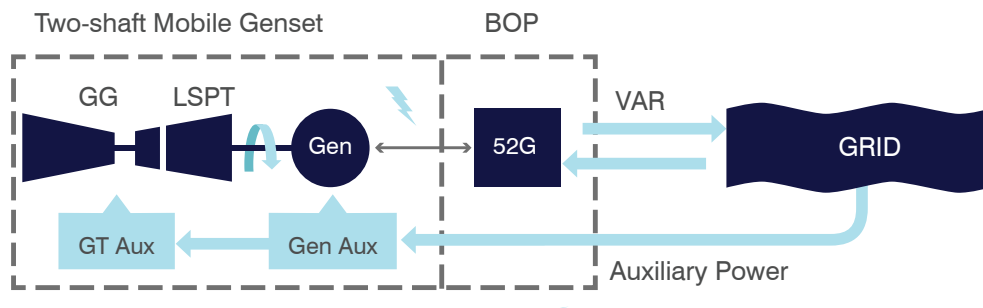 Two-shaft Mobile Genset
BOP
GG
LSPT
VAR
Gen
52G
GRID
GT Aux
Gen Aux
Auxiliary Power